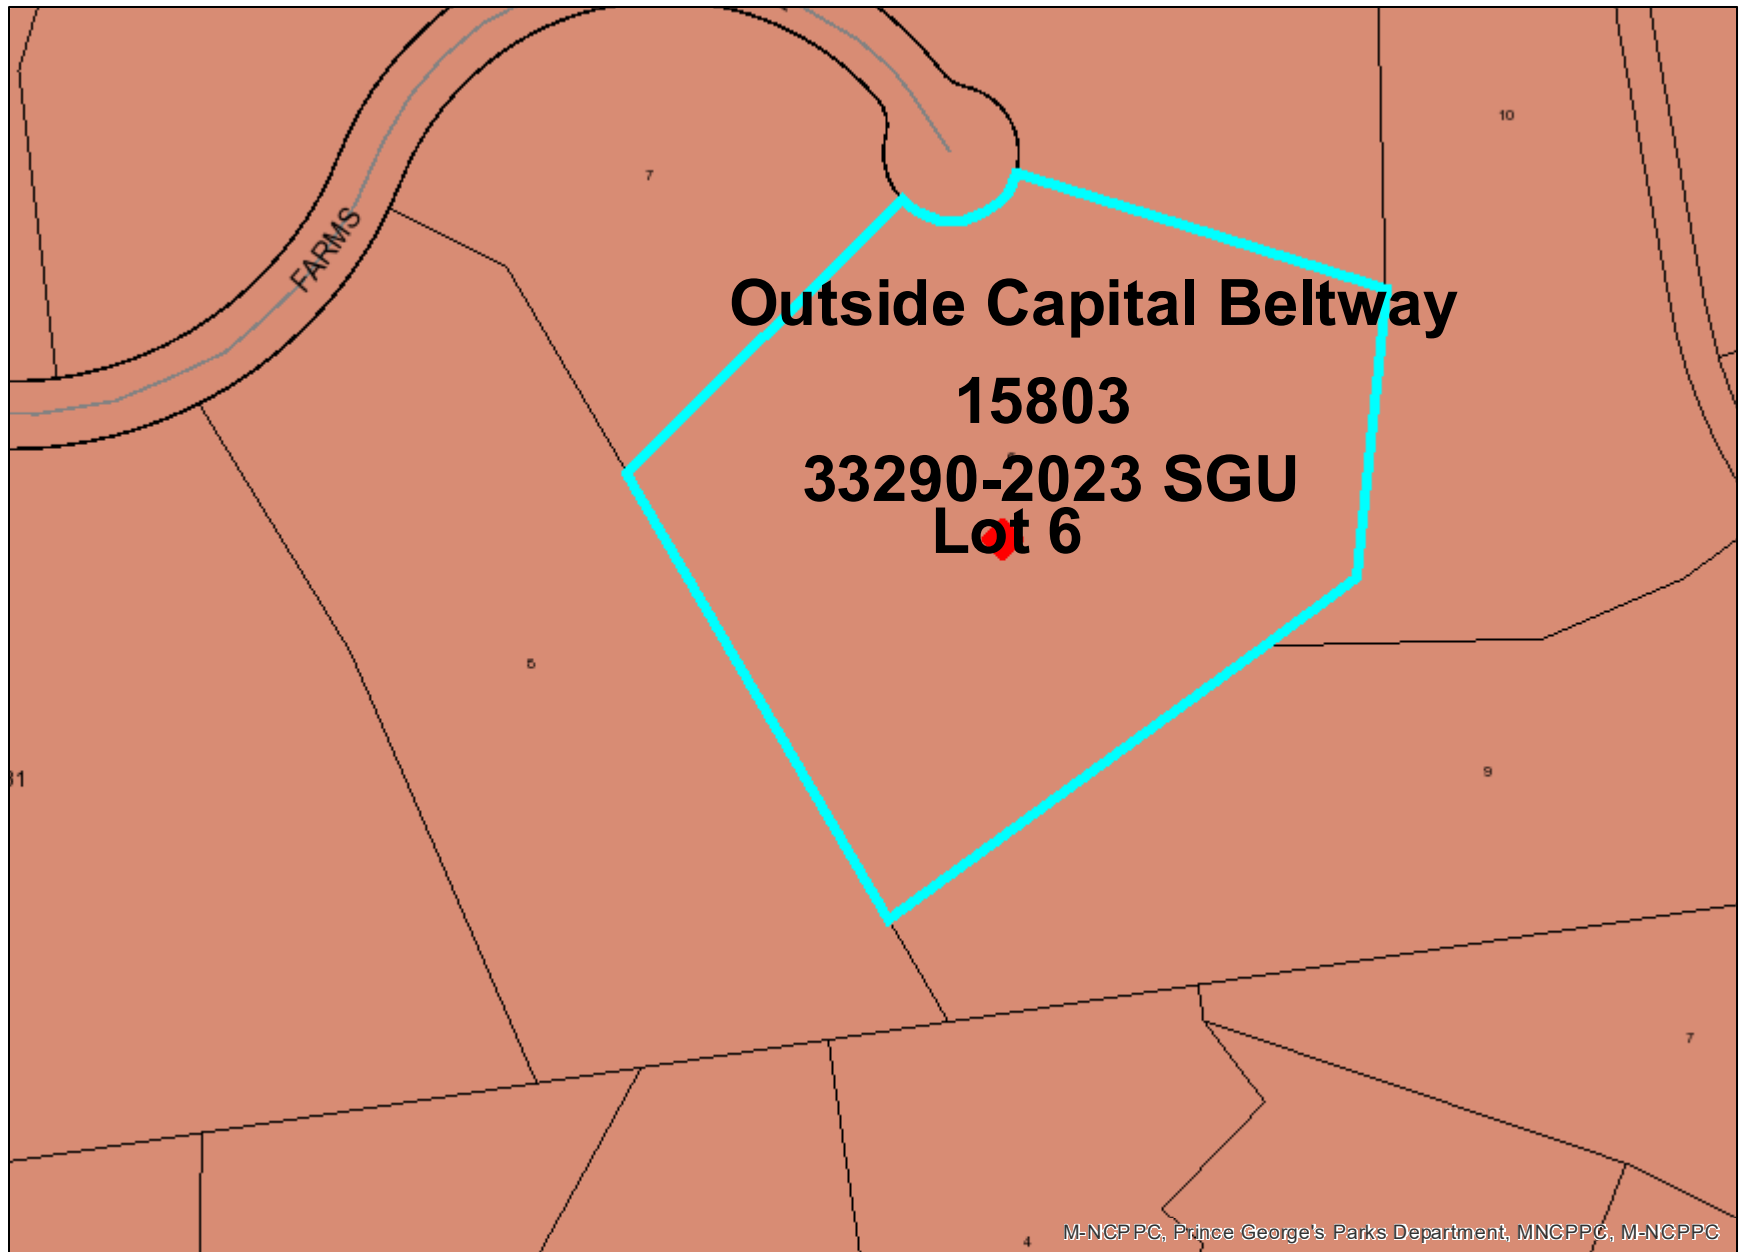 10
7
FARMS
Outside Capital Beltway
15803
33290-2023 SGU
Lot 6
5
9
7
4
M-NCPPC, Prince George's Parks Department, MNCPPC, M-NCPPC